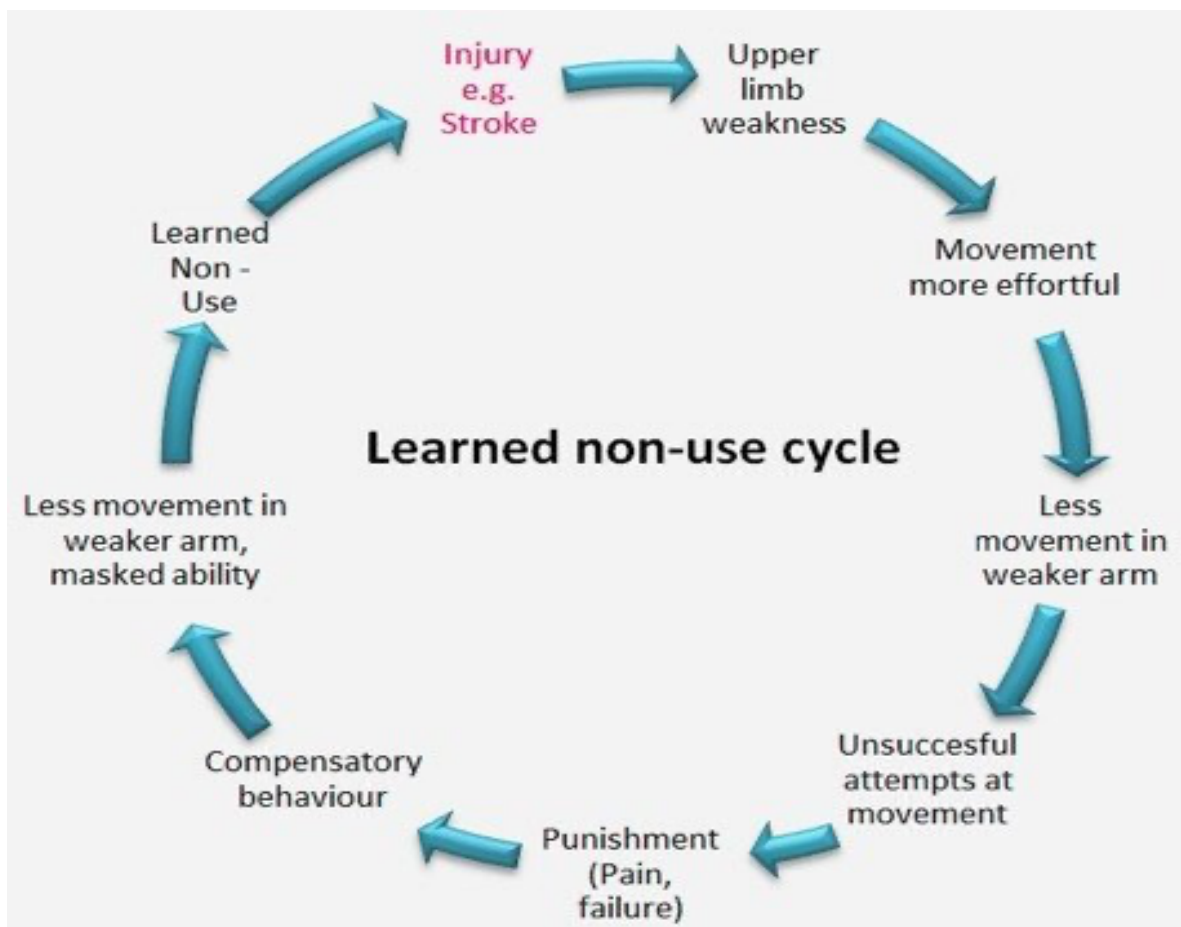 Injury
e.g.
Stroke
Upper
limb
weakness
Movement
more effortful
Less
movement in
weaker arm
Unsuccesful
attempts at
movement
Punishment
(Pain,
failure)
Compensatory
behaviour
Less movement in
weaker arm,
masked ability
Learned
Non -
Use
Learned non-use cycle